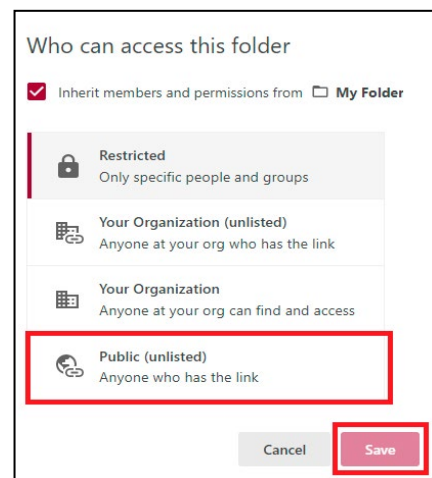 Who can access this folder
Inherit members and permissions from My Folder
Restricted
Only specific people and groups
Your Organization (unlisted)
Anyone at your org who has the link
Your Organization
Anyone at your org can find and access
Public (unlisted)
Anyone who has the link
Cancel Save